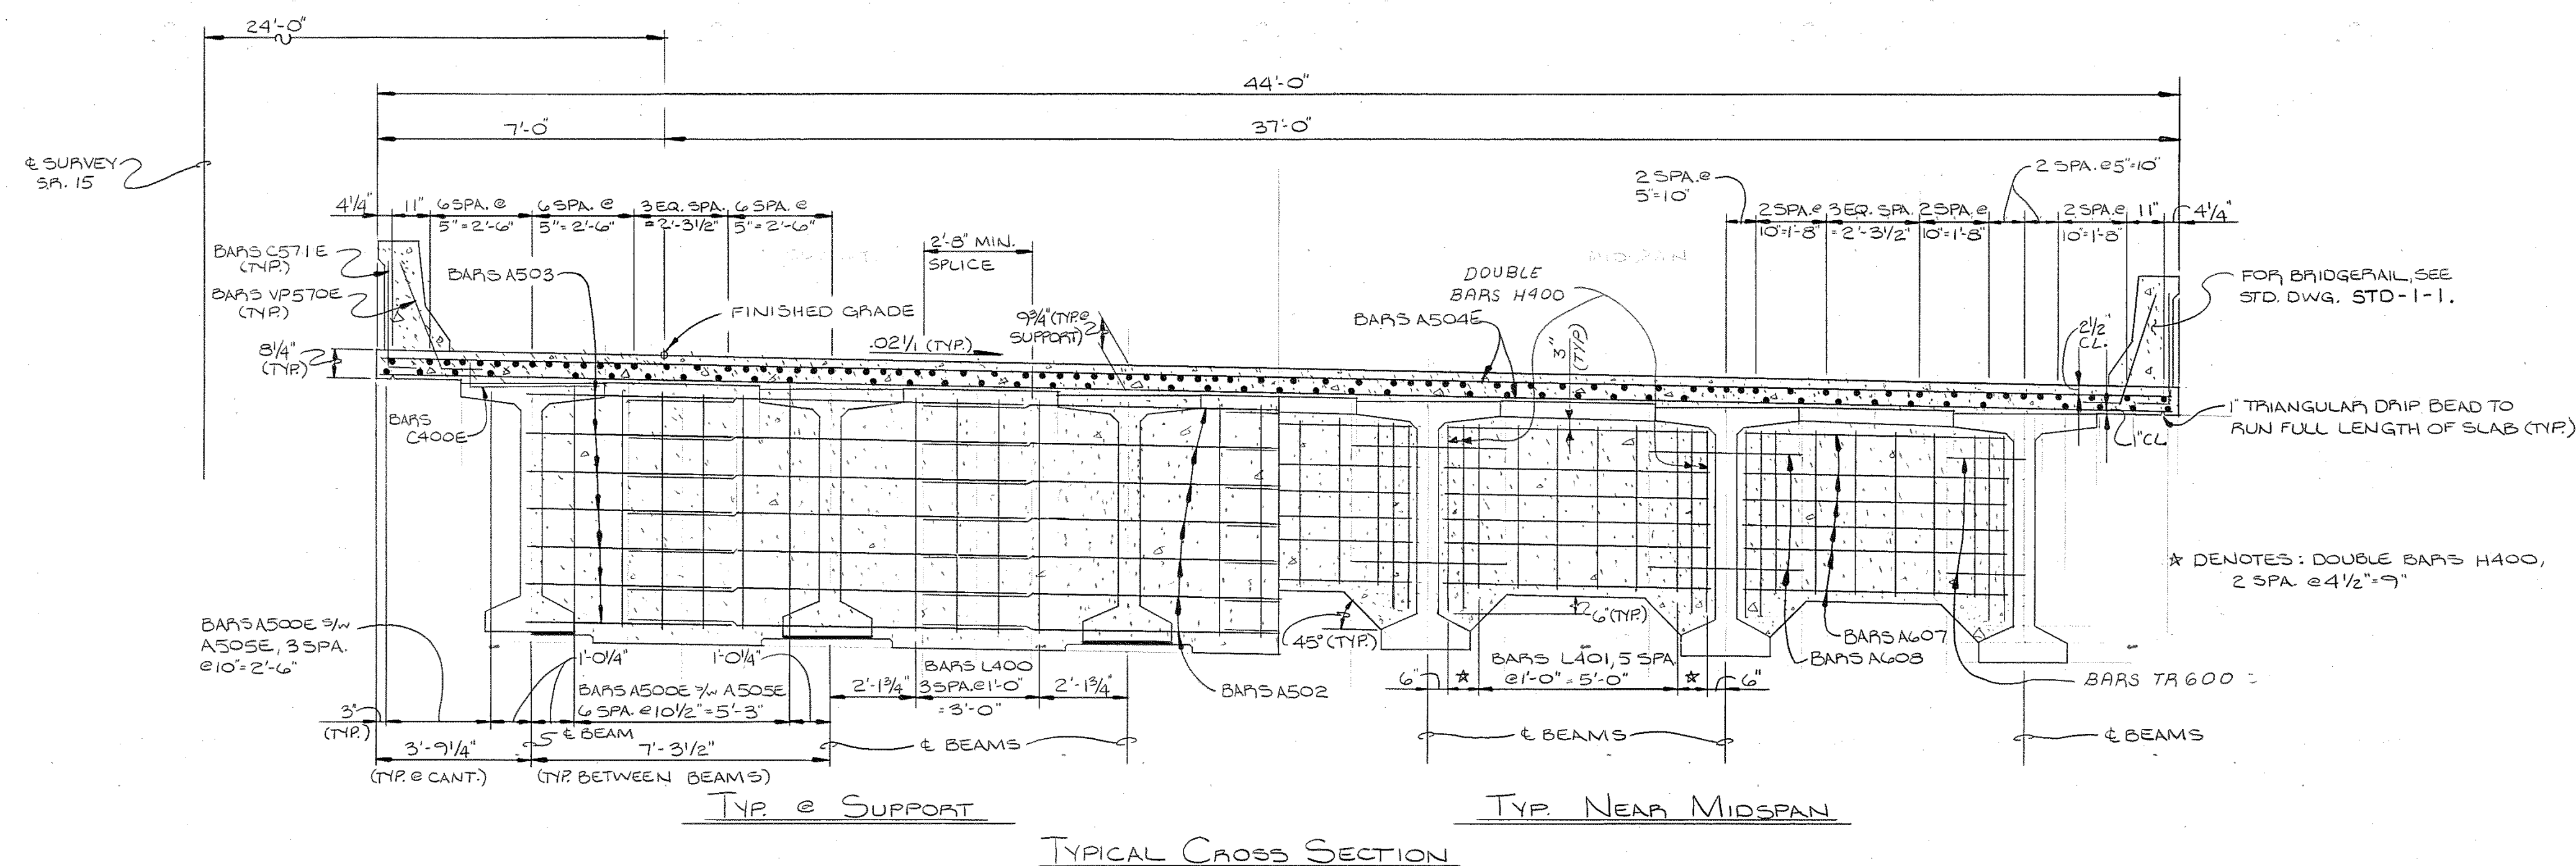 24'-0"
44'-0"
7'-0"
37'-0"
℄ SURVEY
S.R. 15
2 SPA. @
5"=10"
2 SPA. @5"=10"
4¼"
11"
6 SPA. @
5"=2'-6"
6 SPA. @
5"=2'-6"
3 EQ. SPA.
=2'-3½"
6 SPA. @
5"=2'-6"
2 SPA. @
10"=1'-8"
3 EQ. SPA.
=2'-3½"
2 SPA. @
10"=1'-8"
2 SPA. @
10"=1'-8"
11"
4¼"
BARS C571E
(TYP.)
BARS VP570E
(TYP.)
BARS A503
2'-8" MIN.
SPLICE
MIDSPAN
DOUBLE
BARS H400
FOR BRIDGERAIL, SEE
STD. DWG. STD-1-1.
FINISHED GRADE
9¾" (TYP. @
SUPPORT)
BARS A504E
.02'/1 (TYP.)
3"
(TYP)
2½"
CL.
8¼"
(TYP.)
BARS
C400E
1" CL
1" TRIANGULAR DRIP BEAD TO
RUN FULL LENGTH OF SLAB (TYP.)
☆ DENOTES: DOUBLE BARS H400,
2 SPA. @4½"=9"
BARS A500E S/W
A505E, 3 SPA.
@10"=2'-6"
1'-0¼"
1'-0¼"
BARS A500E S/W A505E
6 SPA. @10½"=5'-3"
2'-1¾"
BARS L400
3 SPA. @1'-0"
=3'-0"
2'-1¾"
BARS A502
45° (TYP.)
6" (TYP.)
6"
☆
BARS L401, 5 SPA.
@1'-0"=5'-0"
☆
6"
BARS A607
BARS A608
BARS TR600
3"
(TYP.)
3'-9¼"
(TYP. @ CANT.)
℄ BEAM
7'-3½"
(TYP. BETWEEN BEAMS)
℄ BEAMS
℄ BEAMS
℄ BEAMS
TYP. @ SUPPORT
TYP. NEAR MIDSPAN
TYPICAL CROSS SECTION